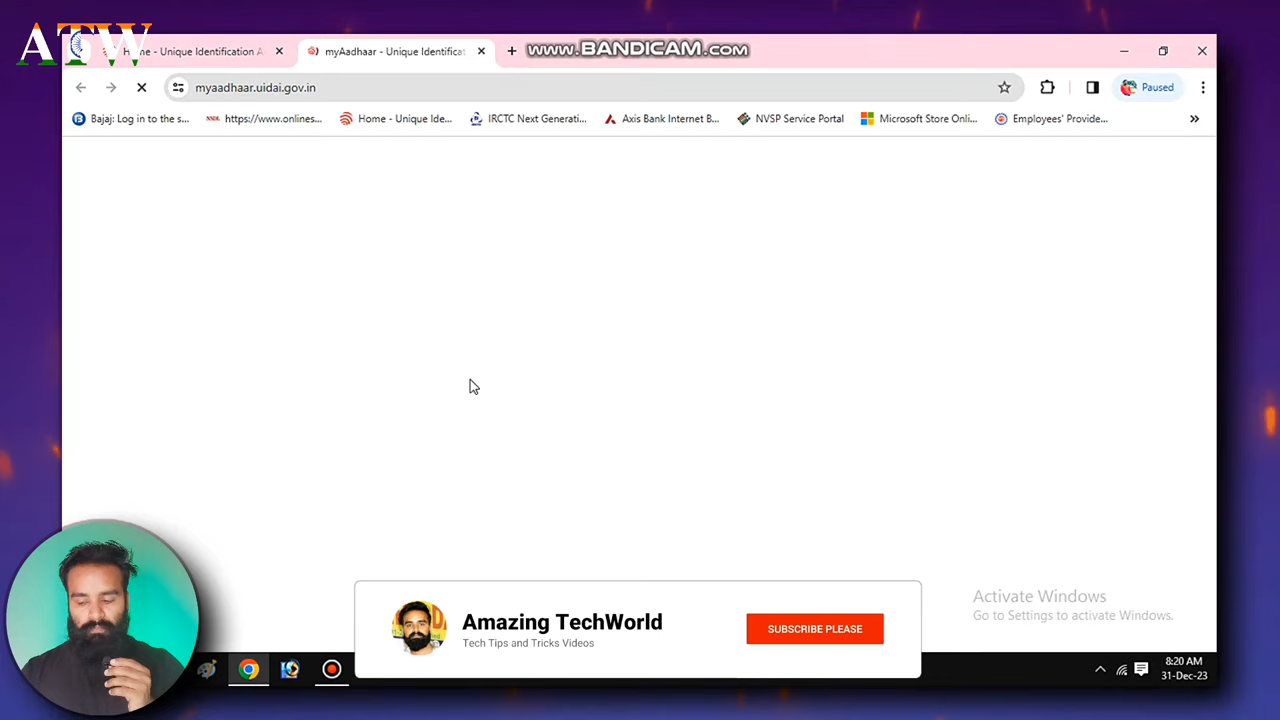 ATW
Home - Unique Identification A
myAadhaar - Unique Identificat
www.BANDICAM.com
myaadhaar.uidai.gov.in
Paused
Bajaj: Log in to the s...
NSDL
https://www.onlines...
Home - Unique Ide...
IRCTC Next Generati...
Axis Bank Internet B...
NVSP Service Portal
Microsoft Store Onli...
Employees' Provide...
Activate Windows
Go to Settings to activate Windows.
Amazing TechWorld
Tech Tips and Tricks Videos
SUBSCRIBE PLEASE
8:20 AM
31-Dec-23